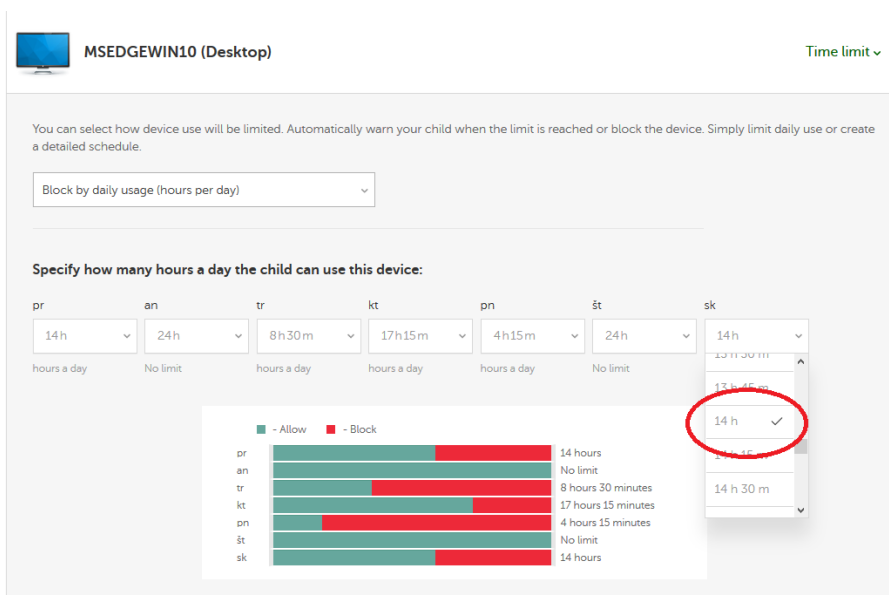 MSEDGEWIN10 (Desktop)
Time limit
You can select how device use will be limited. Automatically warn your child when the limit is reached or block the device. Simply limit daily use or create
a detailed schedule.
Block by daily usage (hours per day)
Specify how many hours a day the child can use this device:
pr an tr kt pn št sk
14 h 24 h 8 h 30 m 17 h 15 m 4 h 15 m 24 h 14 h
hours a day No limit hours a day hours a day hours a day No limit
13 h 30 m
13 h 45 m
14 h
14 h 15 m
14 h 30 m
- Allow - Block
pr 14 hours
an No limit
tr 8 hours 30 minutes
kt 17 hours 15 minutes
pn 4 hours 15 minutes
št No limit
sk 14 hours